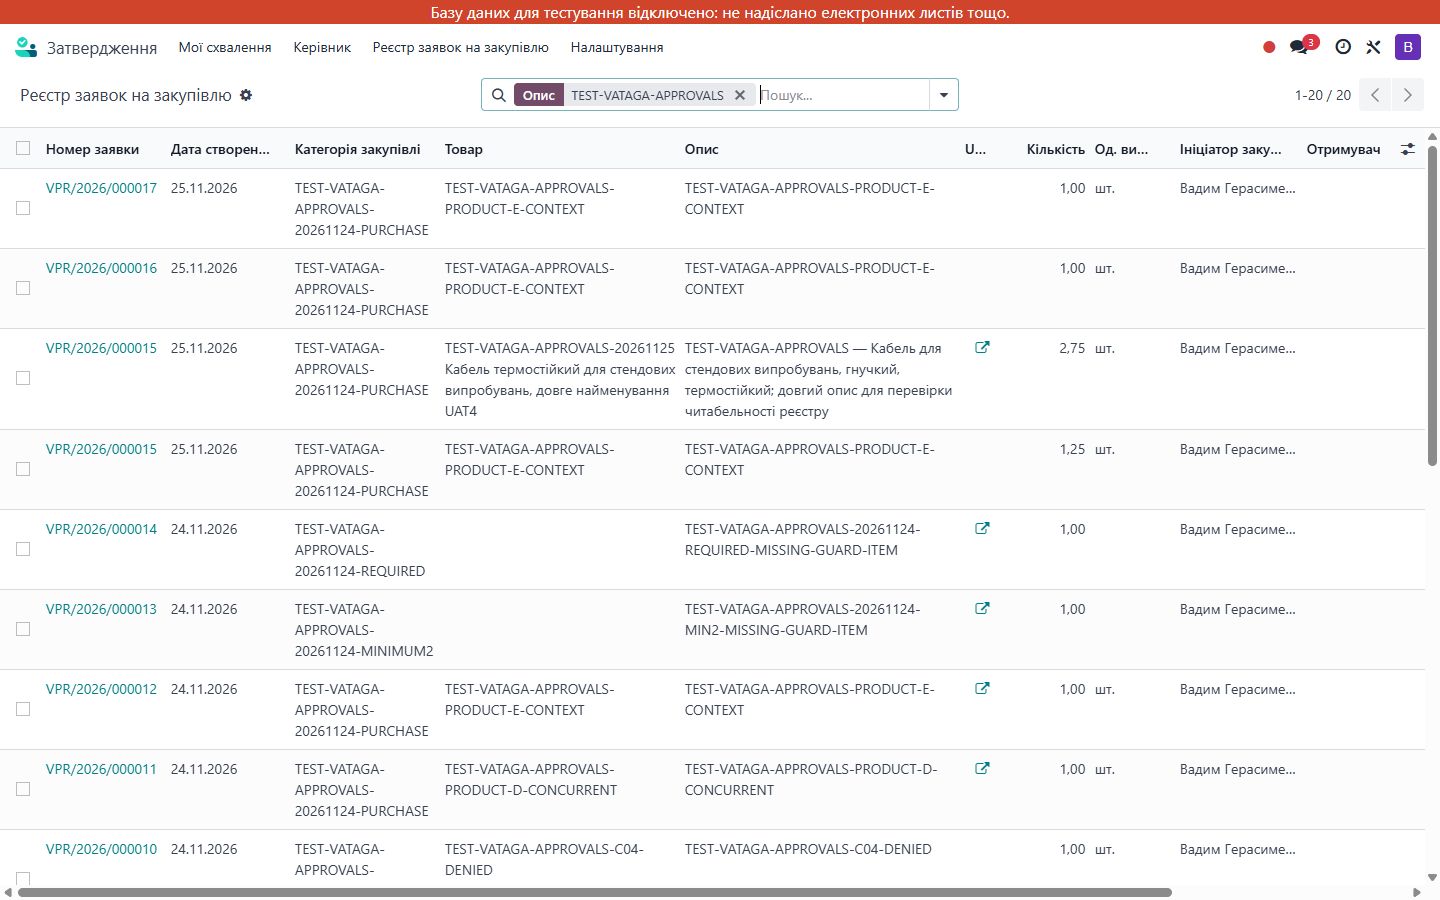 Базу даних для тестування відключено: не надіслано електронних листів тощо.
Затвердження Мої схвалення Керівник Реєстр заявок на закупівлю Налаштування 3 В
Реєстр заявок на закупівлю Опис TEST-VATAGA-APPROVALS Пошук... 1-20 / 20
Номер заявки Дата створен... Категорія закупівлі Товар Опис U... Кількість Од. ви... Ініціатор заку... Отримувач
VPR/2026/000017 25.11.2026 TEST-VATAGA- TEST-VATAGA-APPROVALS- TEST-VATAGA-APPROVALS-PRODUCT-E- 1,00 шт. Вадим Герасиме...
APPROVALS- PRODUCT-E-CONTEXT CONTEXT
20261124-PURCHASE
VPR/2026/000016 25.11.2026 TEST-VATAGA- TEST-VATAGA-APPROVALS- TEST-VATAGA-APPROVALS-PRODUCT-E- 1,00 шт. Вадим Герасиме...
APPROVALS- PRODUCT-E-CONTEXT CONTEXT
20261124-PURCHASE
VPR/2026/000015 25.11.2026 TEST-VATAGA- TEST-VATAGA-APPROVALS-20261125 TEST-VATAGA-APPROVALS — Кабель для 2,75 шт. Вадим Герасиме...
APPROVALS- Кабель термостійкий для стендових стендових випробувань, гнучкий,
20261124-PURCHASE випробувань, довге найменування термостійкий; довгий опис для перевірки
UAT4 читабельності реєстру
VPR/2026/000015 25.11.2026 TEST-VATAGA- TEST-VATAGA-APPROVALS- TEST-VATAGA-APPROVALS-PRODUCT-E- 1,25 шт. Вадим Герасиме...
APPROVALS- PRODUCT-E-CONTEXT CONTEXT
20261124-PURCHASE
VPR/2026/000014 24.11.2026 TEST-VATAGA- TEST-VATAGA-APPROVALS-20261124- 1,00 Вадим Герасиме...
APPROVALS- REQUIRED-MISSING-GUARD-ITEM
20261124-REQUIRED
VPR/2026/000013 24.11.2026 TEST-VATAGA- TEST-VATAGA-APPROVALS-20261124- 1,00 Вадим Герасиме...
APPROVALS- MIN2-MISSING-GUARD-ITEM
20261124-MINIMUM2
VPR/2026/000012 24.11.2026 TEST-VATAGA- TEST-VATAGA-APPROVALS- TEST-VATAGA-APPROVALS-PRODUCT-E- 1,00 шт. Вадим Герасиме...
APPROVALS- PRODUCT-E-CONTEXT CONTEXT
20261124-PURCHASE
VPR/2026/000011 24.11.2026 TEST-VATAGA- TEST-VATAGA-APPROVALS- TEST-VATAGA-APPROVALS-PRODUCT-D- 1,00 шт. Вадим Герасиме...
APPROVALS- PRODUCT-D-CONCURRENT CONCURRENT
20261124-PURCHASE
VPR/2026/000010 24.11.2026 TEST-VATAGA- TEST-VATAGA-APPROVALS-C04- TEST-VATAGA-APPROVALS-C04-DENIED 1,00 шт. Вадим Герасиме...
APPROVALS- DENIED